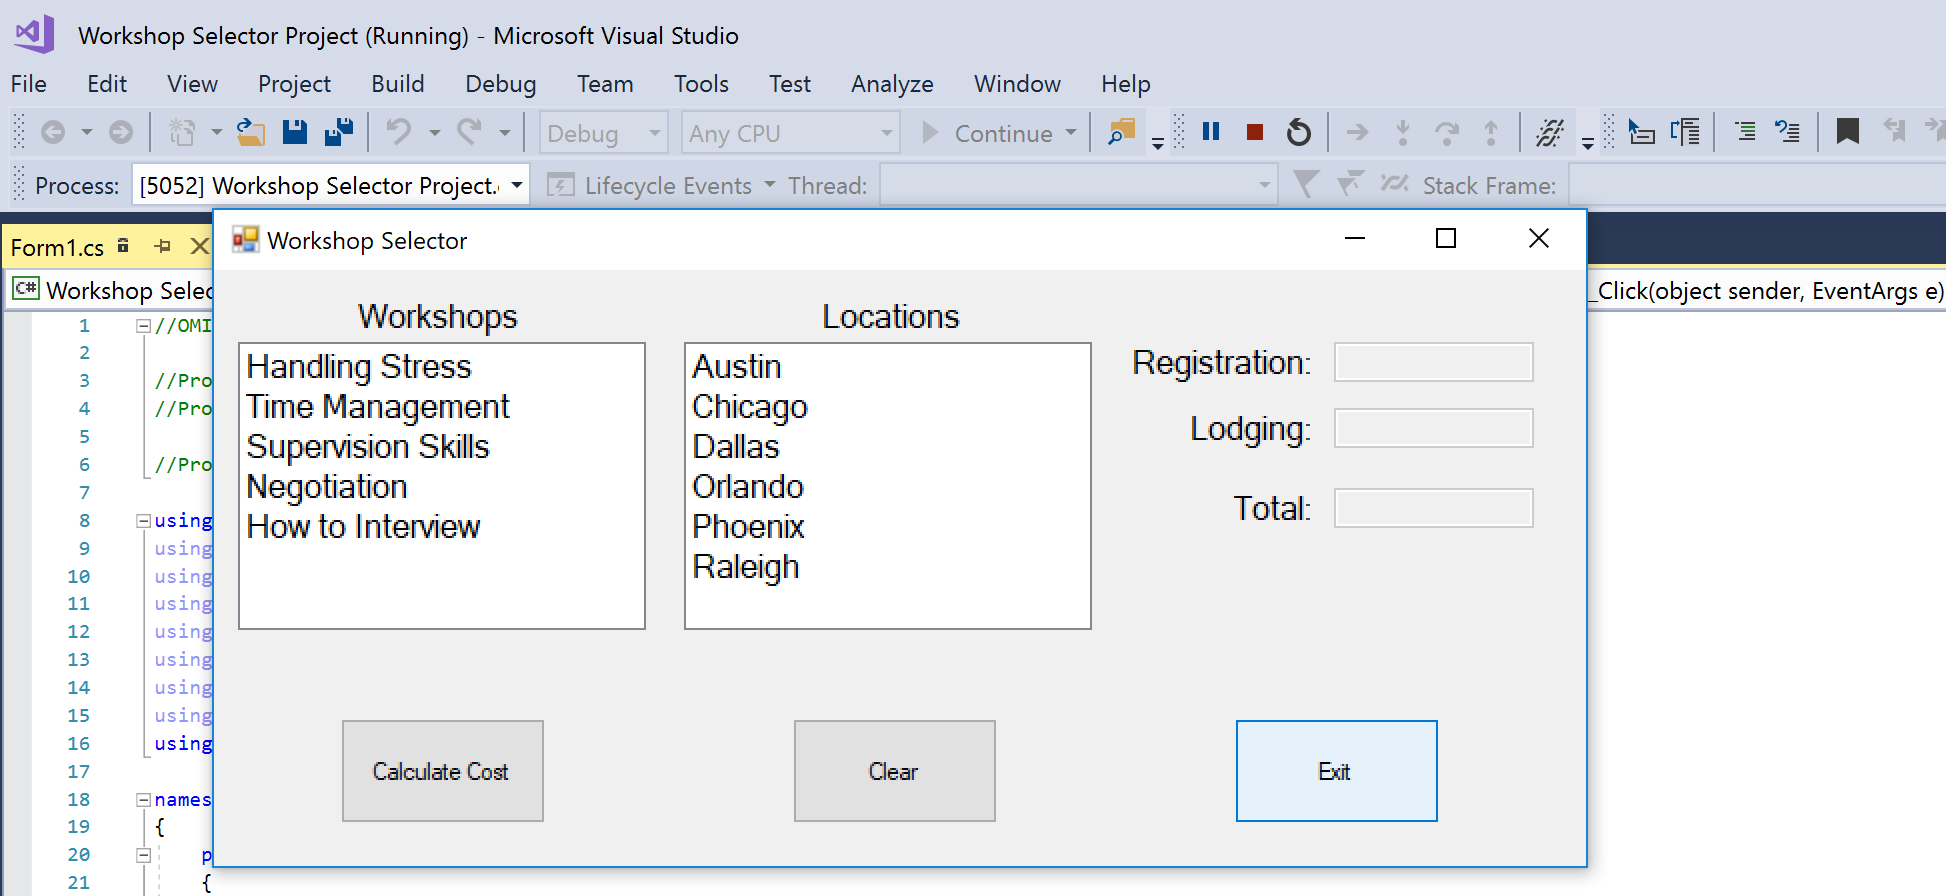 Workshop Selector Project (Running) - Microsoft Visual Studio
File Edit View Project Build Debug Team Tools Test Analyze Window Help
Debug Any CPU Continue
Process: [5052] Workshop Selector Project. Lifecycle Events Thread: Stack Frame:
Form1.cs
Workshop Selector
C# Workshop Selec
_Click(object sender, EventArgs e)
Workshops
Handling Stress
Time Management
Supervision Skills
Negotiation
How to Interview
Locations
Austin
Chicago
Dallas
Orlando
Phoenix
Raleigh
Registration:
Lodging:
Total:
Calculate Cost
Clear
Exit
1 //OMI
2
3 //Pro
4 //Pro
5
6 //Pro
7
8 using
9 using
10 using
11 using
12 using
13 using
14 using
15 using
16 using
17
18 names
19 {
20 p
21 {